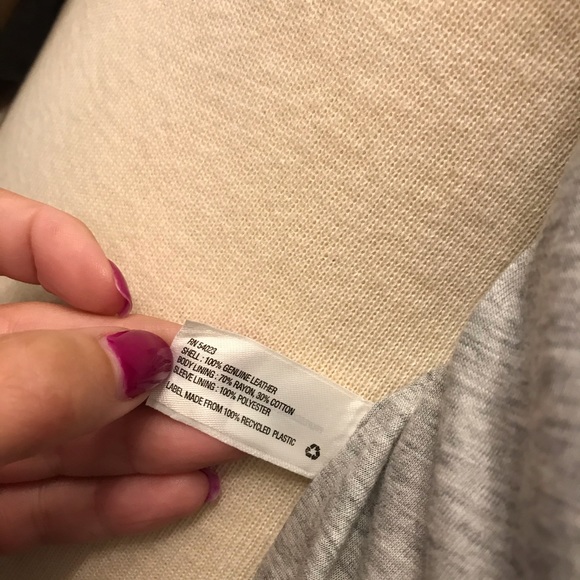 RN 54023
SHELL : 100% GENUINE LEATHER
BODY LINING : 70% RAYON, 30% COTTON
SLEEVE LINING : 100% POLYESTER
LABEL MADE FROM 100% RECYCLED PLASTIC